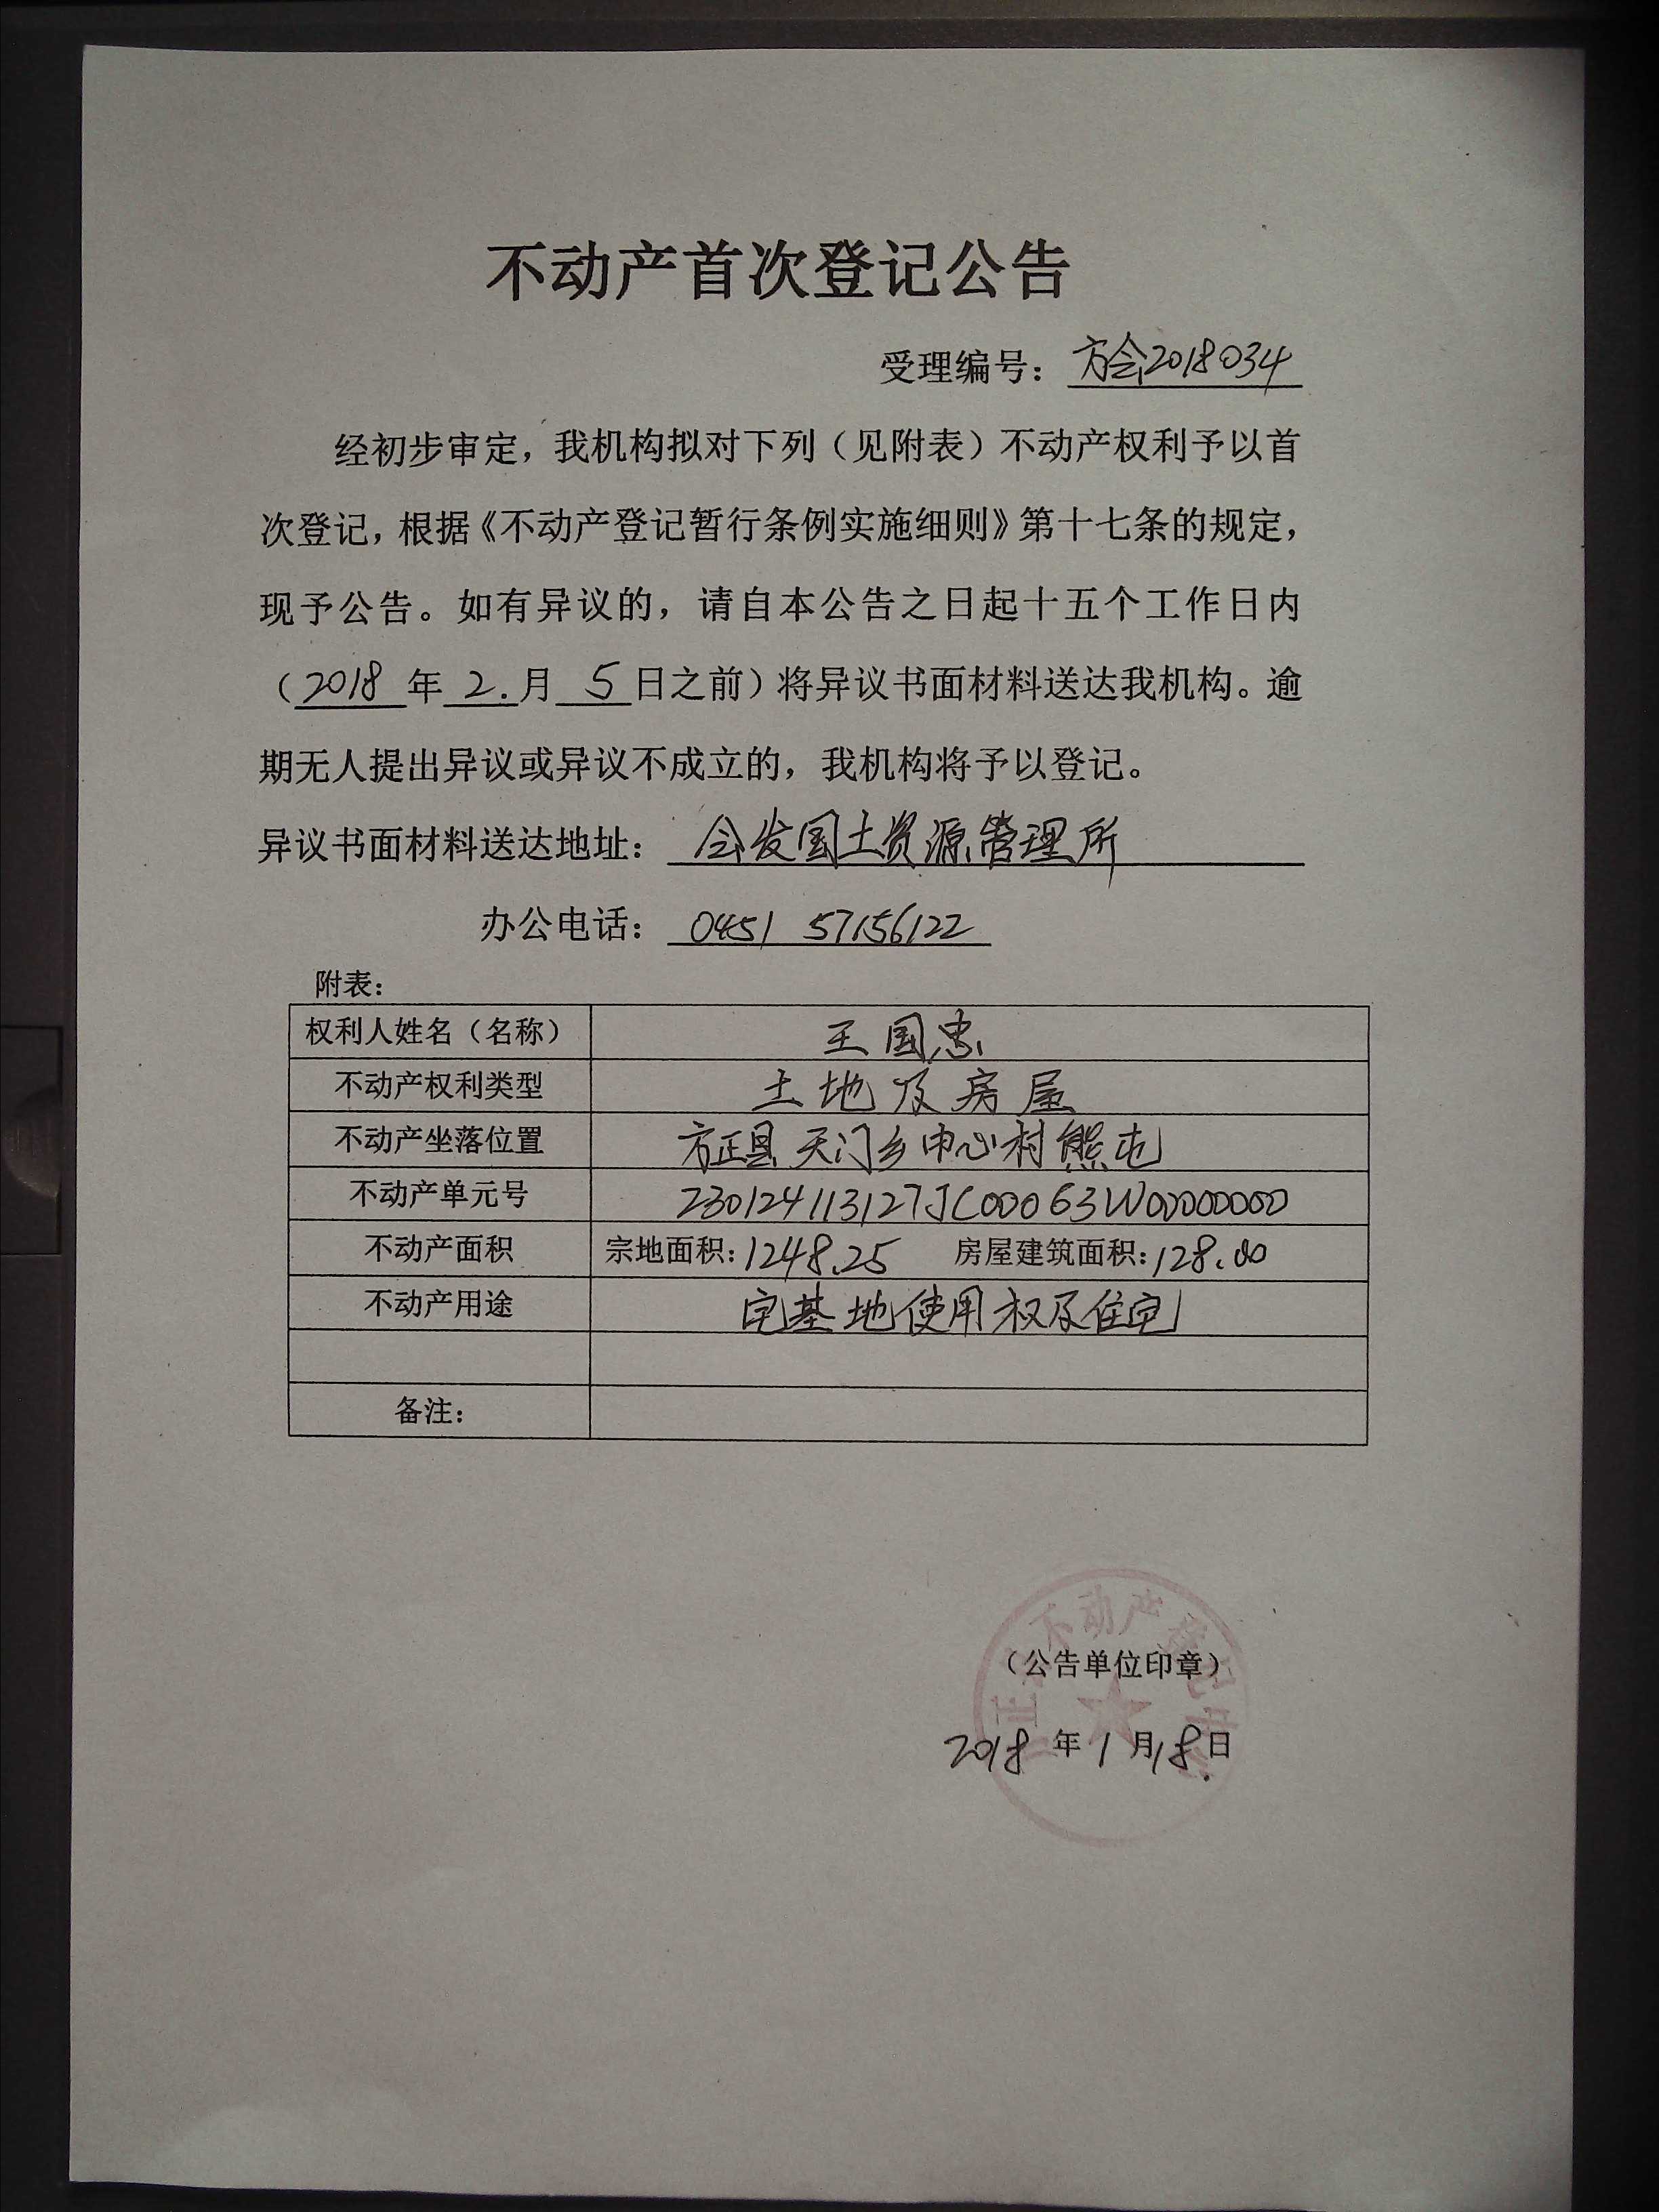 不动产首次登记公告
受理编号：方会2018034
经初步审定，我机构拟对下列（见附表）不动产权利予以首
次登记，根据《不动产登记暂行条例实施细则》第十七条的规定，
现予公告。如有异议的，请自本公告之日起十五个工作日内
（2018年2.月5日之前）将异议书面材料送达我机构。逾
期无人提出异议或异议不成立的，我机构将予以登记。
异议书面材料送达地址：会发国土资源管理所
办公电话：0451 57156122
附表：
权利人姓名（名称） 王国忠
不动产权利类型 土地及房屋
不动产坐落位置 方正县天门乡中心村熊屯
不动产单元号 230124113127JC00063W00000000
不动产面积 宗地面积：1248.25 房屋建筑面积：128.00
不动产用途 宅基地使用权及住宅
备注：
不动产登记
（公告单位印章）
2018年1月18日